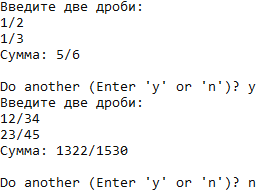 Введите две дроби:
1/2
1/3
Сумма: 5/6
Do another (Enter 'y' or 'n')? y
Введите две дроби:
12/34
23/45
Сумма: 1322/1530
Do another (Enter 'y' or 'n')? n